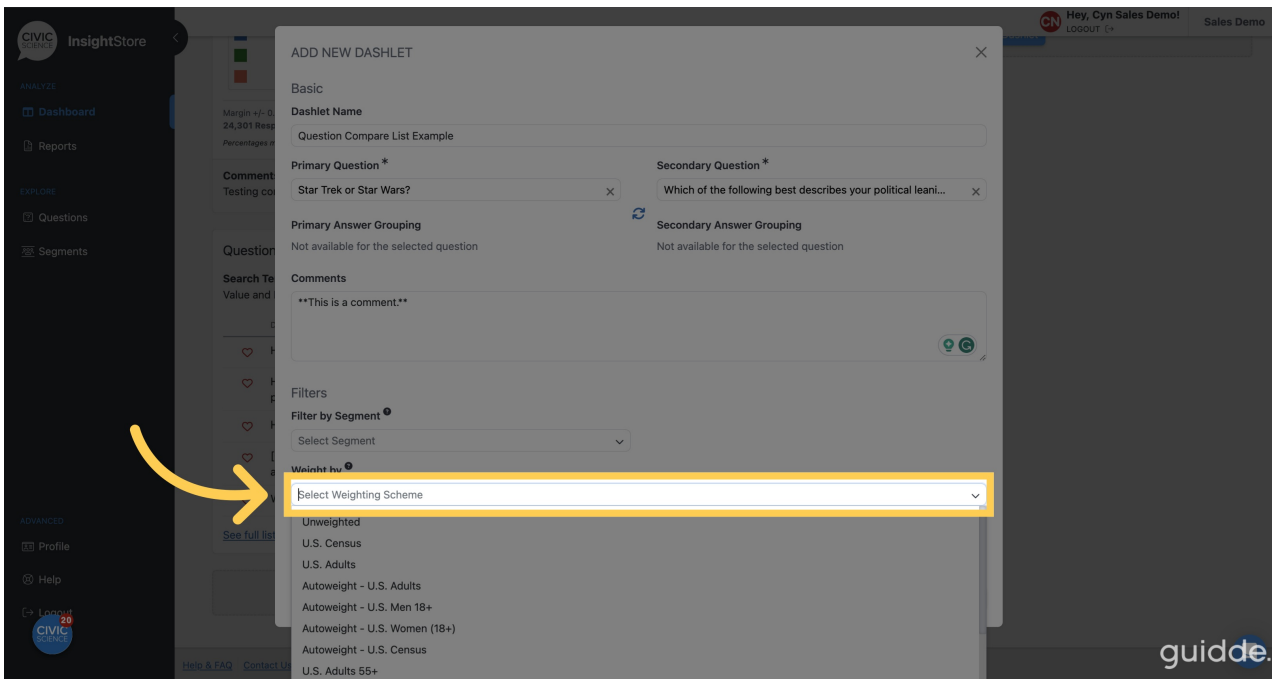 CIVIC
SCIENCE
InsightStore
ANALYZE
Dashboard
Reports
EXPLORE
Questions
Segments
ADVANCED
Profile
Help
Logout
20
CIVIC
SCIENCE
CN
Hey, Cyn Sales Demo!
LOGOUT
Sales Demo
Margin +/- 0.
24,301 Resp
Percentages m
Comment
Testing co
Question
Search Te
Value and
See full list
Help & FAQ
Contact Us
ADD NEW DASHLET
Basic
Dashlet Name
Question Compare List Example
Primary Question *
Secondary Question *
Star Trek or Star Wars?
Which of the following best describes your political leani...
Primary Answer Grouping
Secondary Answer Grouping
Not available for the selected question
Not available for the selected question
Comments
**This is a comment.**
Filters
Filter by Segment
Select Segment
Weight by
Select Weighting Scheme
Unweighted
U.S. Census
U.S. Adults
Autoweight - U.S. Adults
Autoweight - U.S. Men 18+
Autoweight - U.S. Women (18+)
Autoweight - U.S. Census
U.S. Adults 55+
guidde.